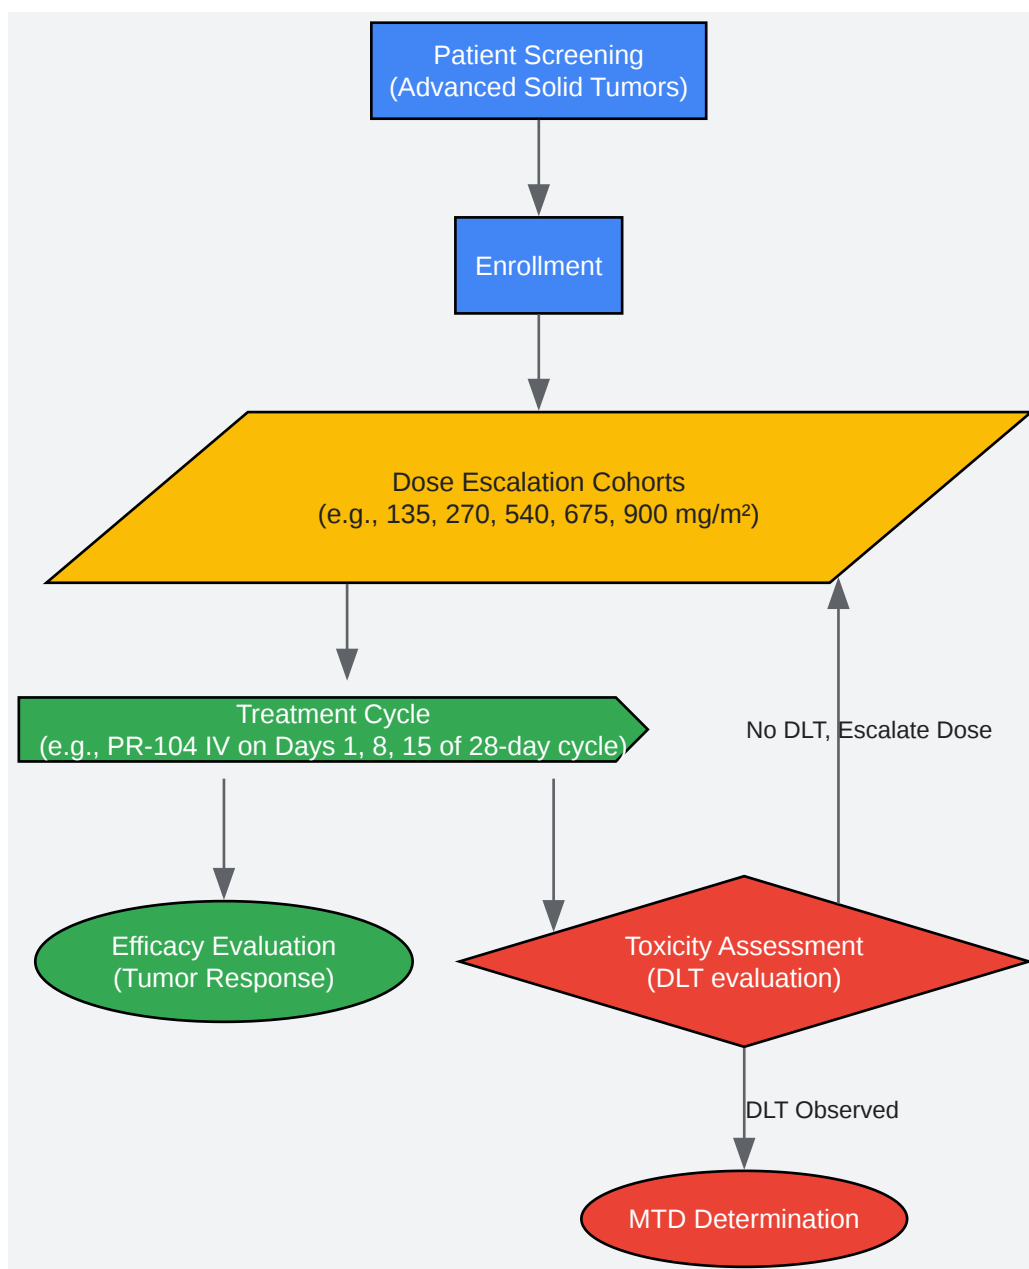 Patient Screening
(Advanced Solid Tumors)
Enrollment
Dose Escalation Cohorts
(e.g., 135, 270, 540, 675, 900 mg/m²)
Treatment Cycle
(e.g., PR-104 IV on Days 1, 8, 15 of 28-day cycle)
No DLT, Escalate Dose
Efficacy Evaluation
(Tumor Response)
Toxicity Assessment
(DLT evaluation)
DLT Observed
MTD Determination